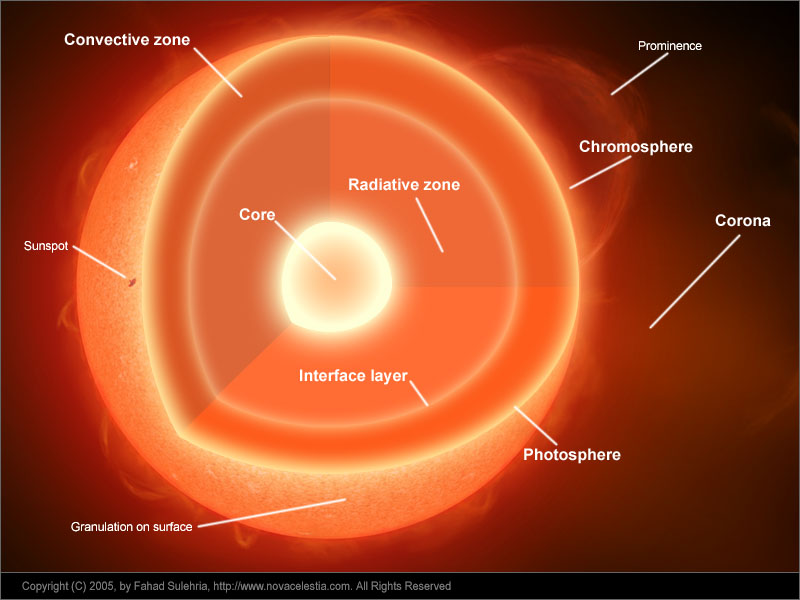 Convective zone
Prominence
Chromosphere
Radiative zone
Core
Corona
Sunspot
Interface layer
Photosphere
Granulation on surface
Copyright (C) 2005, by Fahad Sulehria, http://www.novacelestia.com. All Rights Reserved